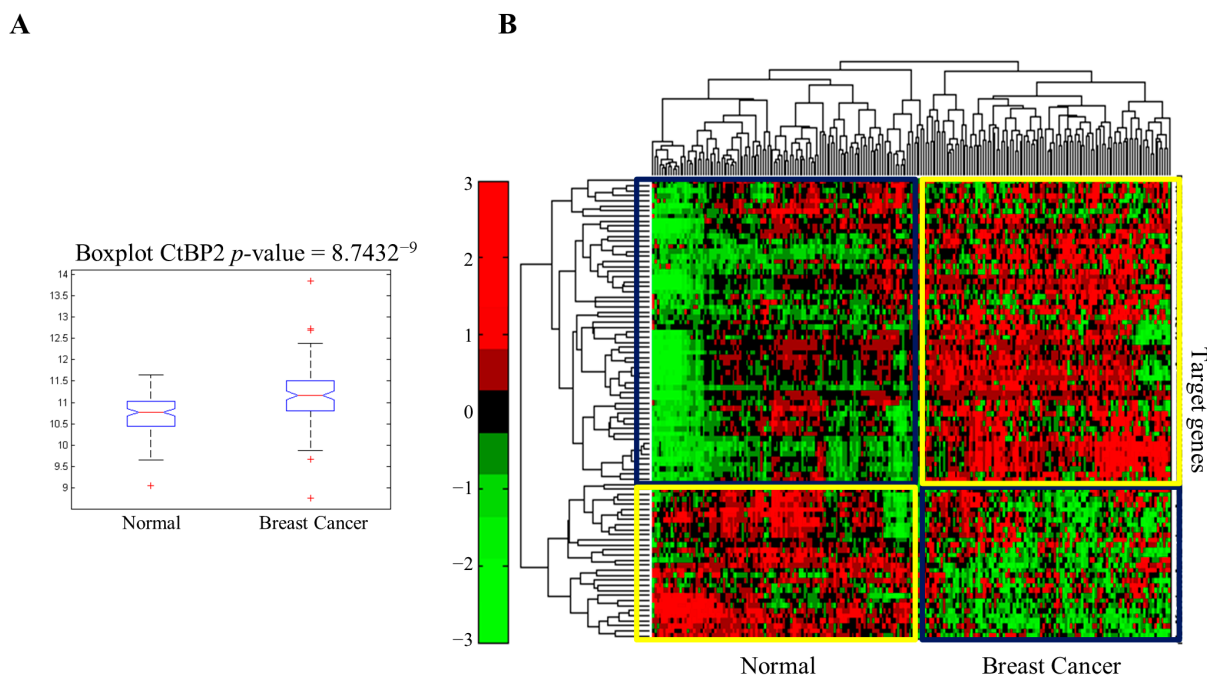 A
B
Boxplot CtBP2 p-value = 8.7432⁻⁹
14
13.5
13
12.5
12
11.5
11
10.5
10
9.5
9
Normal
Breast Cancer
3
2
1
0
−1
−2
−3
Target genes
Normal
Breast Cancer